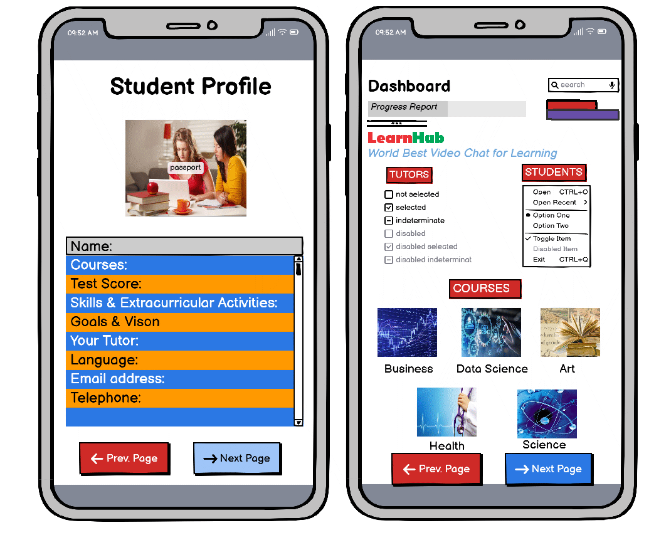 09:52 AM
Student Profile
passport
Name:
Courses:
Test Score:
Skills & Extracurricular Activities:
Goals & Vison
Your Tutor:
Language:
Email address:
Telephone:
Prev. Page
Next Page
09:52 AM
Dashboard
search
Progress Report
LearnHub
World Best Video Chat for Learning
TUTORS
not selected
selected
indeterminate
disabled
disabled selected
disabled indeterminat
STUDENTS
Open CTRL+O
Open Recent >
Option One
Option Two
Toggle Item
Disabled Item
Exit CTRL+Q
COURSES
Business
Data Science
Art
Health
Science
Prev. Page
Next Page